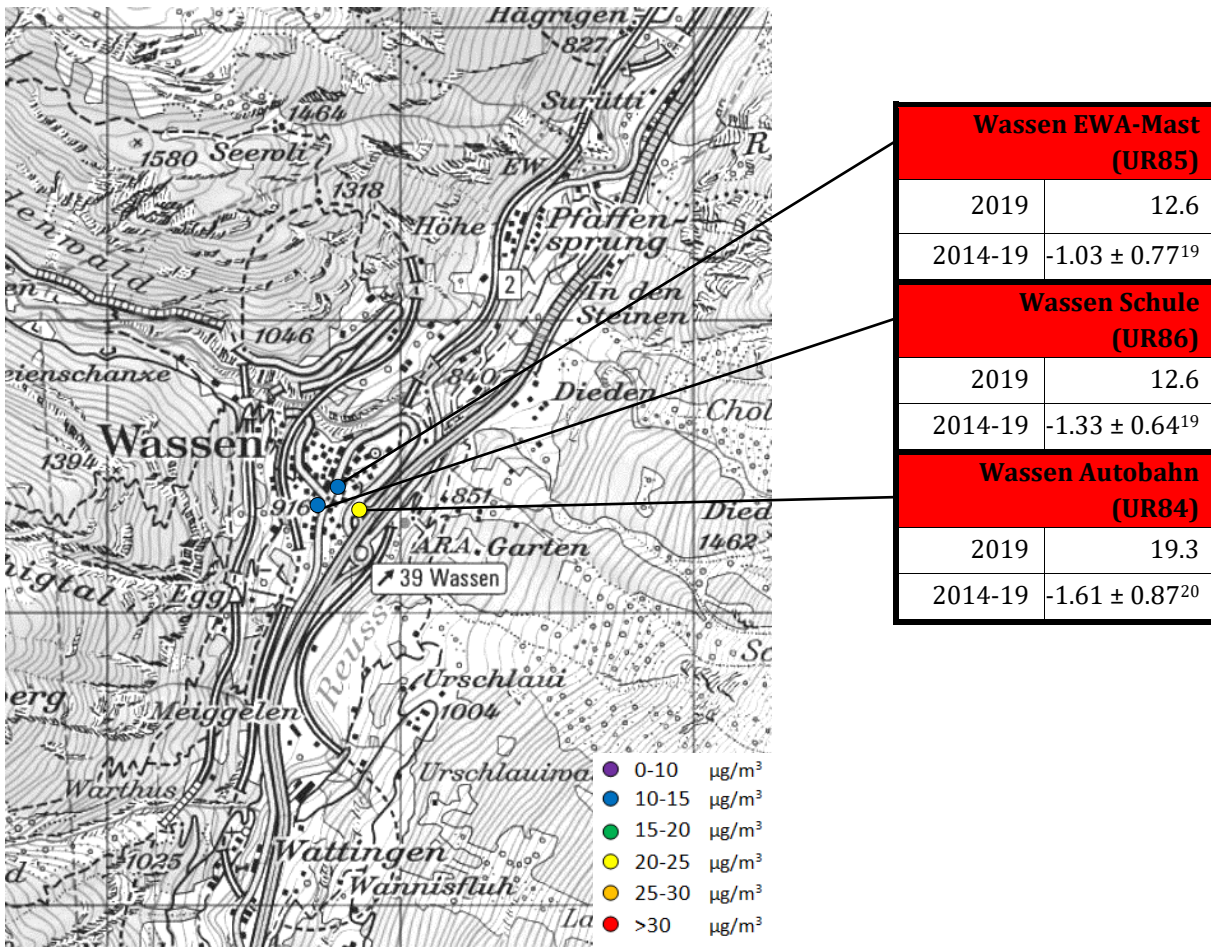 Hägrigen
827
Surütti
1464
EW
R
1580
Seewli
1318
Höhe
Pfaffen-
sprung
2
In den
Steinen
1046
840
Dieden
Chol
Wassen
1394
916
851
Died
ARA
Garten
1462
39 Wassen
Egg
Reuss
Urschlaui
1004
berg
Meiggelen
Warthus
1025
Wattingen
Wannisfluh
d
La
0-10 µg/m³
10-15 µg/m³
15-20 µg/m³
20-25 µg/m³
25-30 µg/m³
>30 µg/m³
Wassen EWA-Mast
(UR85)
2019 12.6
2014-19 -1.03 ± 0.77¹⁹
Wassen Schule
(UR86)
2019 12.6
2014-19 -1.33 ± 0.64¹⁹
Wassen Autobahn
(UR84)
2019 19.3
2014-19 -1.61 ± 0.87²⁰